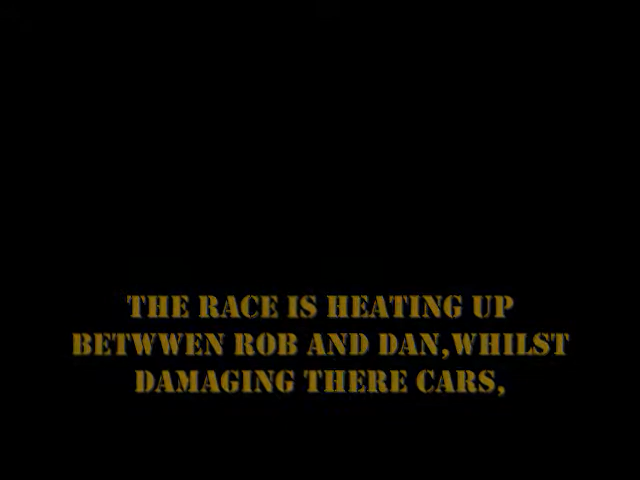 THE RACE IS HEATING UP
BETWWEN ROB AND DAN,WHILST
DAMAGING THERE CARS,